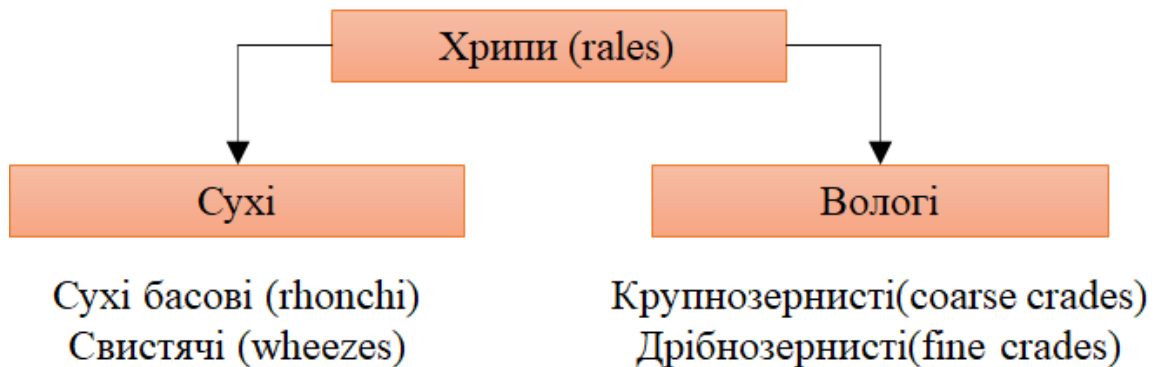 Хрипи (rales)
Сухі
Вологі
Сухі басові (rhonchi)
Свистячі (wheezes)
Крупнозернисті(coarse crades)
Дрібнозернисті(fine crades)